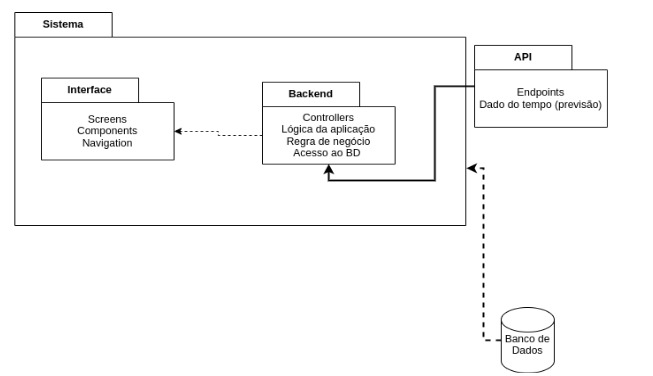 Sistema
API
Endpoints
Dado do tempo (previsão)
Interface
Screens
Components
Navigation
Backend
Controllers
Lógica da aplicação
Regra de negócio
Acesso ao BD
Banco de
Dados